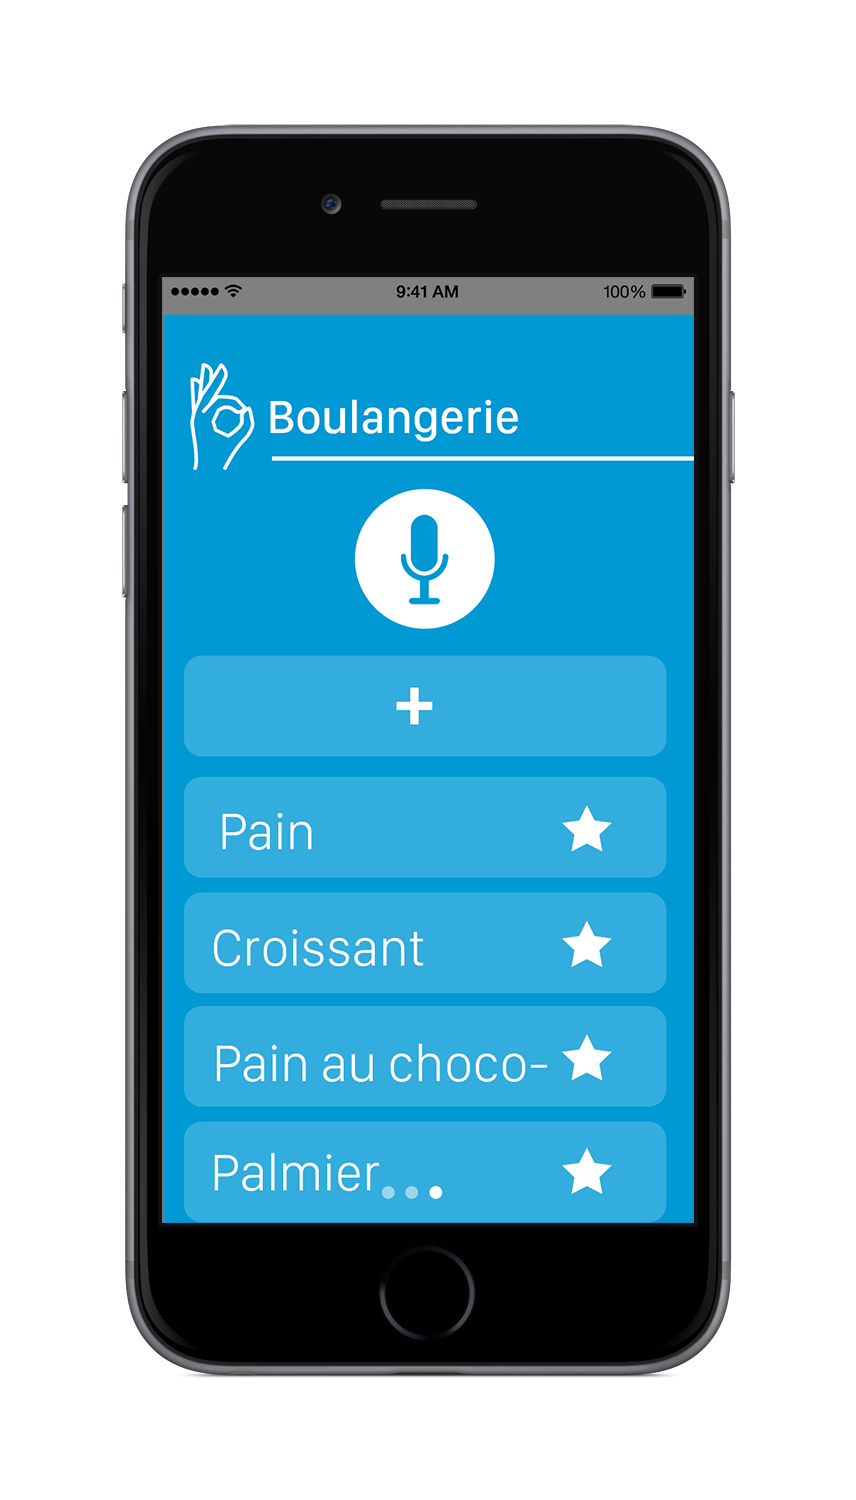 9:41 AM 100%
Boulangerie
+
Pain
Croissant
Pain au choco-
Palmier